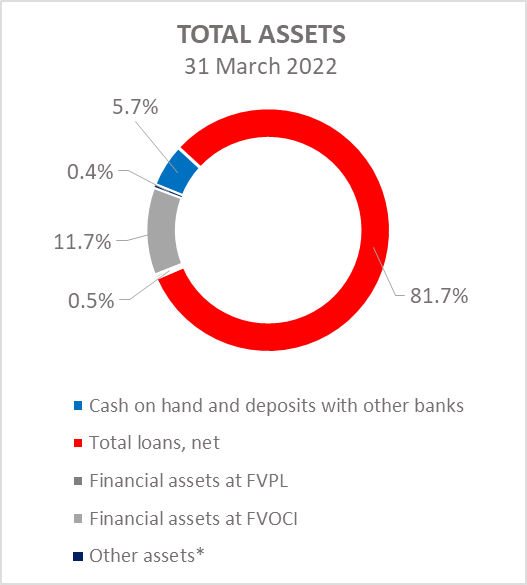 TOTAL ASSETS
31 March 2022
5.7%
0.4%
11.7%
0.5%
81.7%
Cash on hand and deposits with other banks
Total loans, net
Financial assets at FVPL
Financial assets at FVOCI
Other assets*